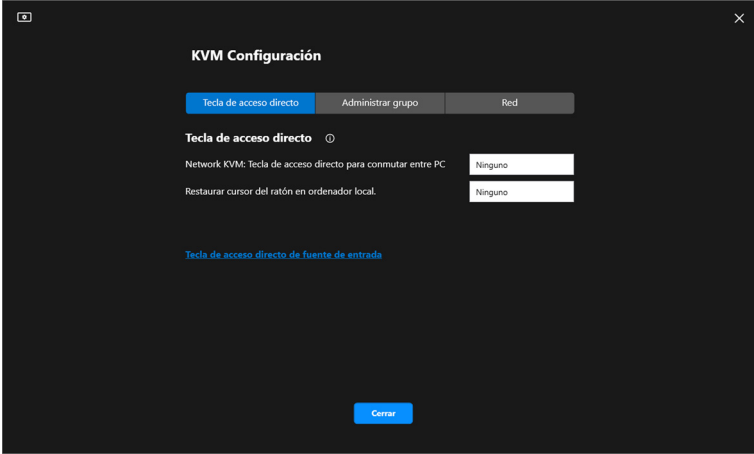 KVM Configuración
Tecla de acceso directo
Administrar grupo
Red
Tecla de acceso directo
Network KVM: Tecla de acceso directo para conmutar entre PC
Ninguno
Restaurar cursor del ratón en ordenador local.
Ninguno
Tecla de acceso directo de fuente de entrada
Cerrar